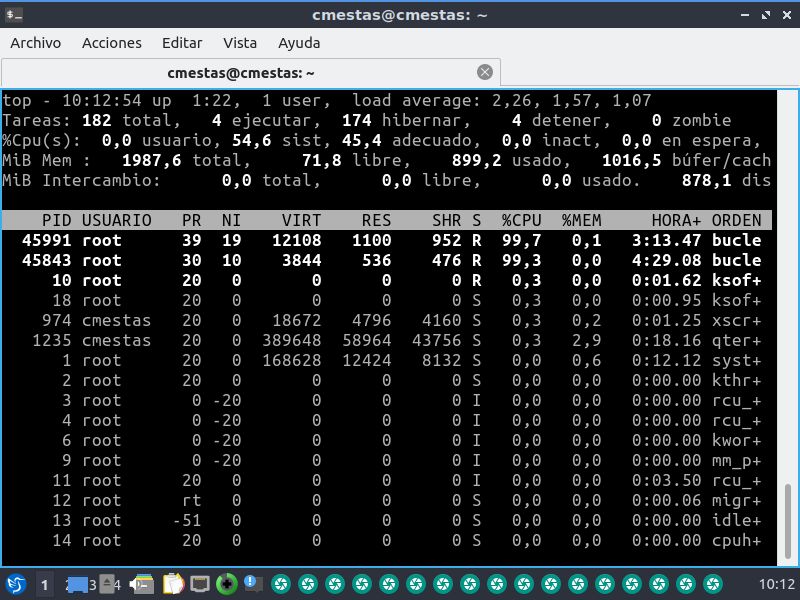 cmestas@cmestas: ~
Archivo Acciones Editar Vista Ayuda
cmestas@cmestas: ~
top - 10:12:54 up 1:22, 1 user, load average: 2,26, 1,57, 1,07
Tareas: 182 total, 4 ejecutar, 174 hibernar, 4 detener, 0 zombie
%Cpu(s): 0,0 usuario, 54,6 sist, 45,4 adecuado, 0,0 inact, 0,0 en espera,
MiB Mem : 1987,6 total, 71,8 libre, 899,2 usado, 1016,5 búfer/cach
MiB Intercambio: 0,0 total, 0,0 libre, 0,0 usado. 878,1 dis
PID USUARIO PR NI VIRT RES SHR S %CPU %MEM HORA+ ORDEN
45991 root 39 19 12108 1100 952 R 99,7 0,1 3:13.47 bucle
45843 root 30 10 3844 536 476 R 99,3 0,0 4:29.08 bucle
10 root 20 0 0 0 0 R 0,3 0,0 0:01.62 ksof+
18 root 20 0 0 0 0 S 0,3 0,0 0:00.95 ksof+
974 cmestas 20 0 18672 4796 4160 S 0,3 0,2 0:01.25 xscr+
1235 cmestas 20 0 389648 58964 43756 S 0,3 2,9 0:18.16 qter+
1 root 20 0 168628 12424 8132 S 0,0 0,6 0:12.12 syst+
2 root 20 0 0 0 0 S 0,0 0,0 0:00.00 kthr+
3 root 0 -20 0 0 0 I 0,0 0,0 0:00.00 rcu_+
4 root 0 -20 0 0 0 I 0,0 0,0 0:00.00 rcu_+
6 root 0 -20 0 0 0 I 0,0 0,0 0:00.00 kwor+
9 root 0 -20 0 0 0 I 0,0 0,0 0:00.00 mm_p+
11 root 20 0 0 0 0 I 0,0 0,0 0:03.50 rcu_+
12 root rt 0 0 0 0 S 0,0 0,0 0:00.06 migr+
13 root -51 0 0 0 0 S 0,0 0,0 0:00.00 idle+
14 root 20 0 0 0 0 S 0,0 0,0 0:00.00 cpuh+
1 2 3 4 10:12